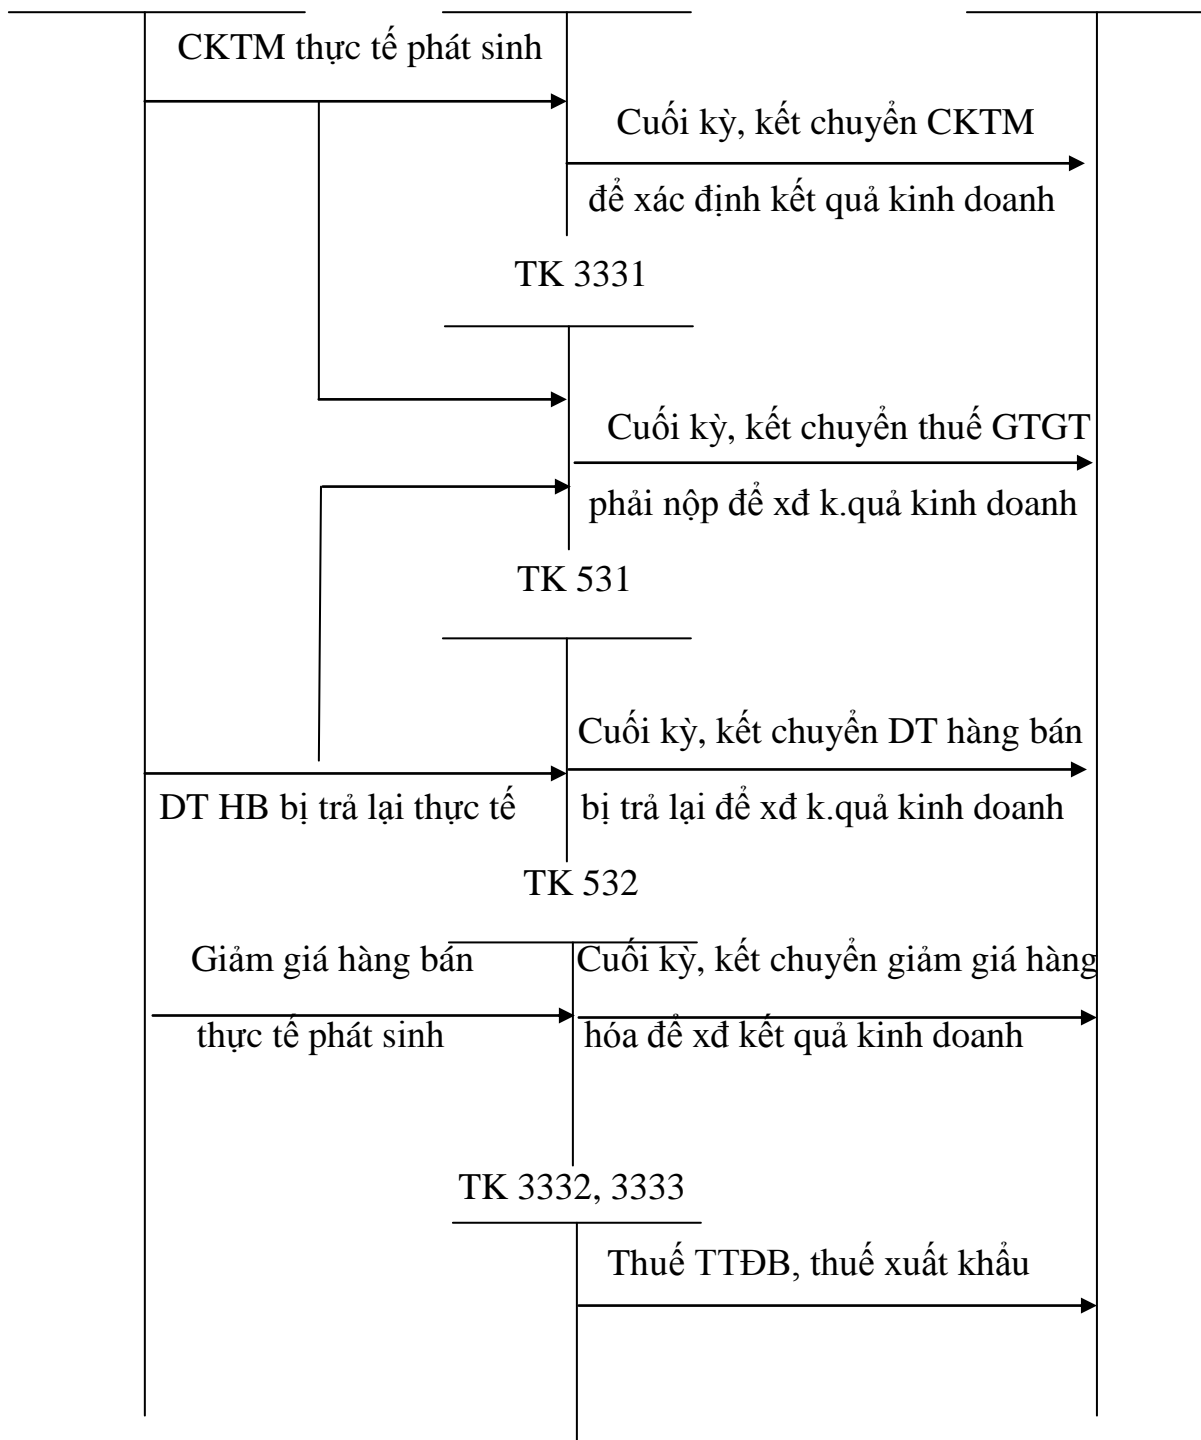 CKTM thực tế phát sinh
Cuối kỳ, kết chuyển CKTM
để xác định kết quả kinh doanh
TK 3331
Cuối kỳ, kết chuyển thuế GTGT
phải nộp để xđ k.quả kinh doanh
TK 531
Cuối kỳ, kết chuyển DT hàng bán
DT HB bị trả lại thực tế
bị trả lại để xđ k.quả kinh doanh
TK 532
Giảm giá hàng bán
Cuối kỳ, kết chuyển giảm giá hàng
thực tế phát sinh
hóa để xđ kết quả kinh doanh
TK 3332, 3333
Thuế TTĐB, thuế xuất khẩu